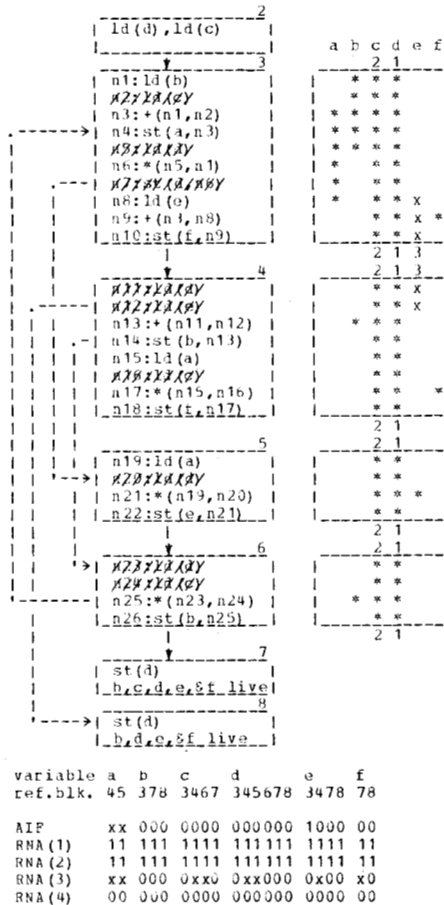 2
ld(d),ld(c)
a b c d e f
3
2 1
n1:ld(b)
n3:+(n1,n2)
n4:st(a,n3)
n6:*(n5,n1)
n8:ld(e)
n9:+(n3,n8)
n10:st(f,n9)
2 1 3
4
2 1 3
n13:+(n11,n12)
n14:st(b,n13)
n15:ld(a)
n17:*(n15,n16)
n18:st(f,n17)
2 1
5
2 1
n19:ld(a)
n21:*(n19,n20)
n22:st(e,n21)
2 1
6
2 1
n25:*(n23,n24)
n26:st(b,n25)
2 1
7
st(d)
b,c,d,e,&f live
8
st(d)
b,d,e,&f live
variable a b c d e f
ref.blk. 45 378 3467 345678 3478 78
AIF xx 000 0000 000000 1000 00
RNA(1) 11 111 1111 111111 1111 11
RNA(2) 11 111 1111 111111 1111 11
RNA(3) xx 000 0xx0 0xx000 0x00 x0
RNA(4) 00 000 0000 000000 0000 00